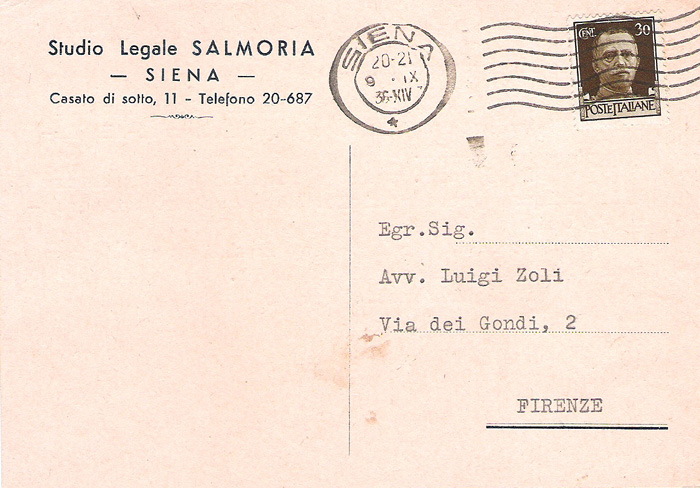 Studio Legale SALMORIA
— SIENA —
Casato di sotto, 11 - Telefono 20-687
SIENA
20-21
9 . IX
36-XIV
*
CENT. 30
POSTE ITALIANE
Egr.Sig.
Avv. Luigi Zoli
Via dei Gondi, 2
FIRENZE